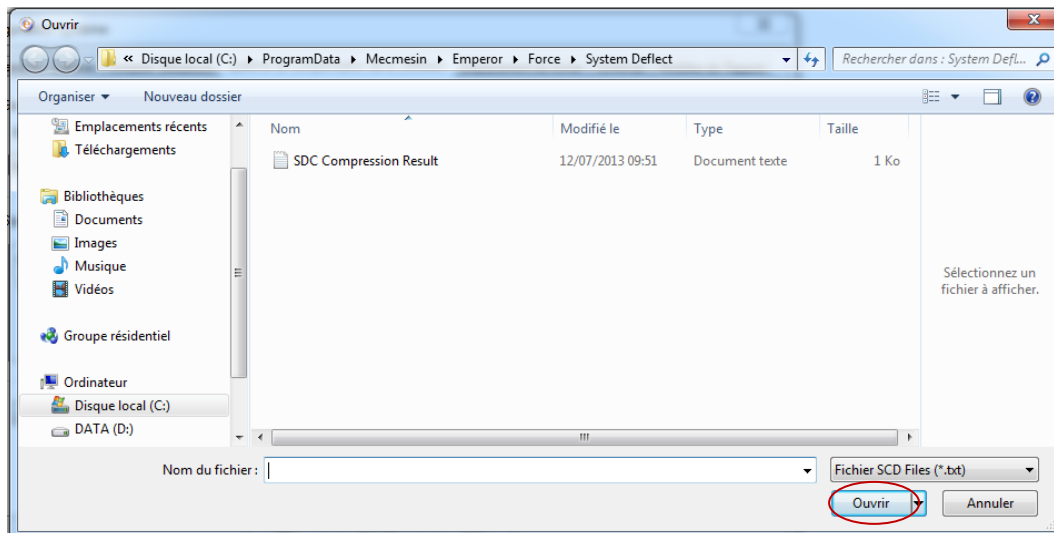 Ouvrir
« Disque local (C:) ProgramData Mecmesin Emperor Force System Deflect
Rechercher dans : System Defl...
Organiser Nouveau dossier
Emplacements récents
Téléchargements
Bibliothèques
Documents
Images
Musique
Vidéos
Groupe résidentiel
Ordinateur
Disque local (C:)
DATA (D:)
Nom Modifié le Type Taille
SDC Compression Result 12/07/2013 09:51 Document texte 1 Ko
Sélectionnez un
fichier à afficher.
Nom du fichier : Fichier SCD Files (*.txt)
Ouvrir Annuler